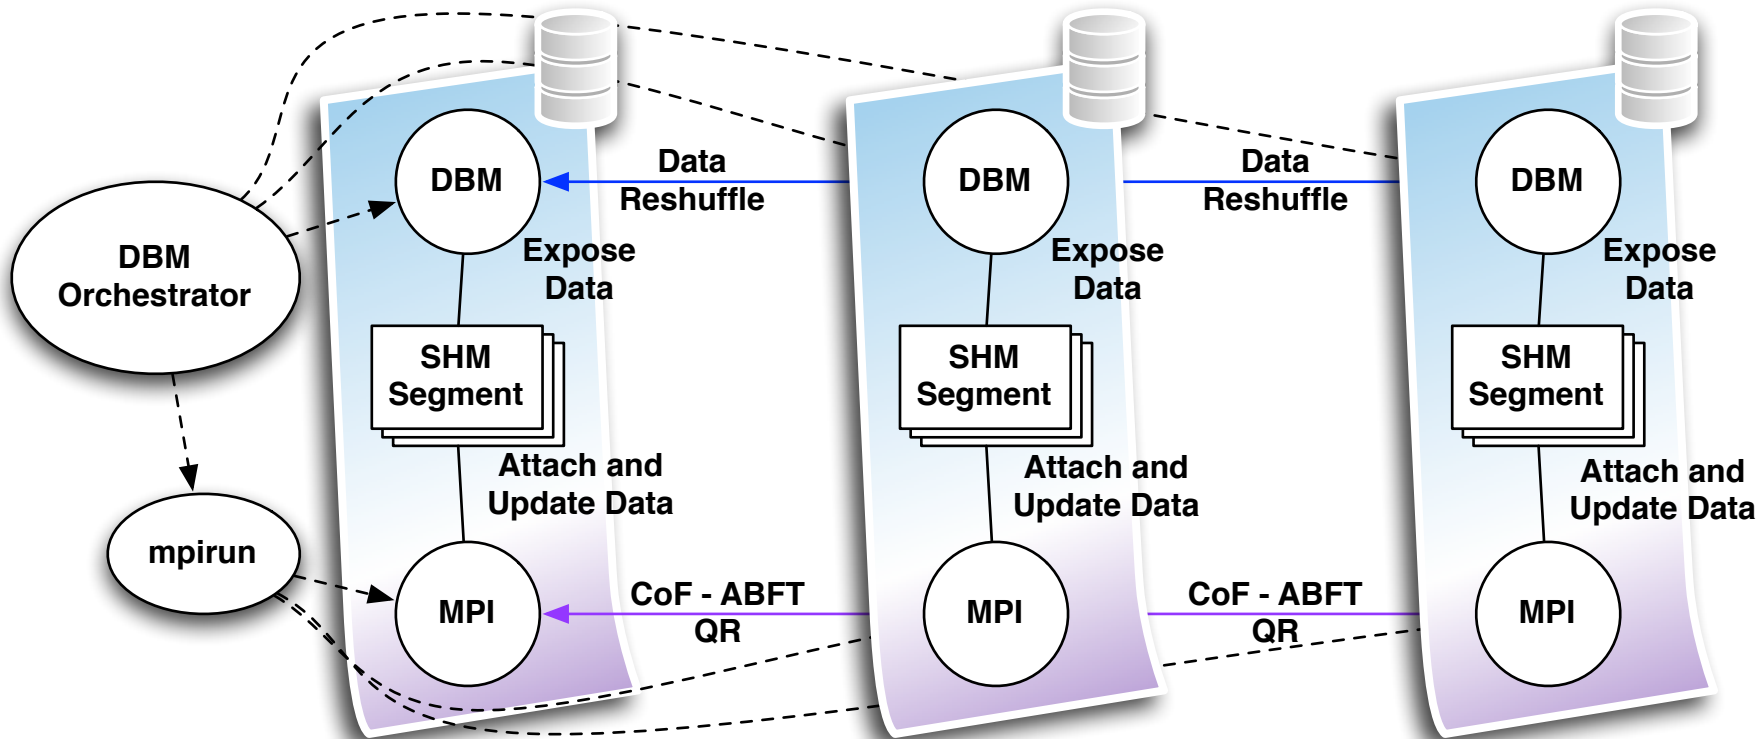 DBM
Orchestrator
mpirun
DBM
Expose
Data
SHM
Segment
Attach and
Update Data
MPI
Data
Reshuffle
CoF - ABFT
QR
DBM
Expose
Data
SHM
Segment
Attach and
Update Data
MPI
Data
Reshuffle
CoF - ABFT
QR
DBM
Expose
Data
SHM
Segment
Attach and
Update Data
MPI